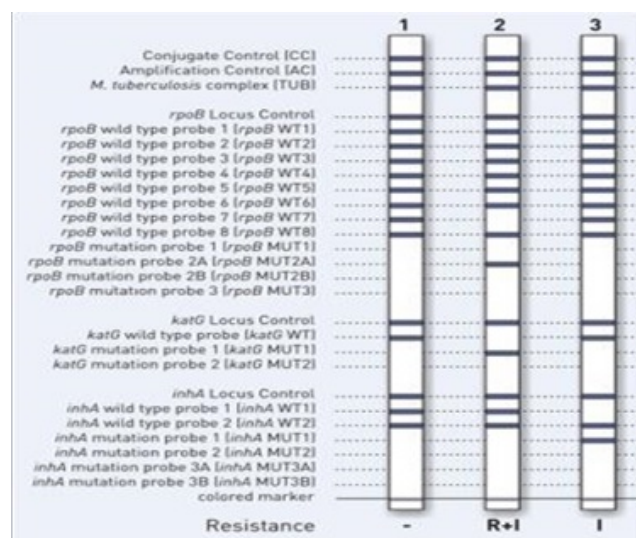 1 2 3
Conjugate Control (CC)
Amplification Control (AC)
M. tuberculosis complex (TUB)
rpoB Locus Control
rpoB wild type probe 1 (rpoB WT1)
rpoB wild type probe 2 (rpoB WT2)
rpoB wild type probe 3 (rpoB WT3)
rpoB wild type probe 4 (rpoB WT4)
rpoB wild type probe 5 (rpoB WT5)
rpoB wild type probe 6 (rpoB WT6)
rpoB wild type probe 7 (rpoB WT7)
rpoB wild type probe 8 (rpoB WT8)
rpoB mutation probe 1 (rpoB MUT1)
rpoB mutation probe 2A (rpoB MUT2A)
rpoB mutation probe 2B (rpoB MUT2B)
rpoB mutation probe 3 (rpoB MUT3)
katG Locus Control
katG wild type probe (katG WT)
katG mutation probe 1 (katG MUT1)
katG mutation probe 2 (katG MUT2)
inhA Locus Control
inhA wild type probe 1 (inhA WT1)
inhA wild type probe 2 (inhA WT2)
inhA mutation probe 1 (inhA MUT1)
inhA mutation probe 2 (inhA MUT2)
inhA mutation probe 3A (inhA MUT3A)
inhA mutation probe 3B (inhA MUT3B)
colored marker
Resistance - R+I I